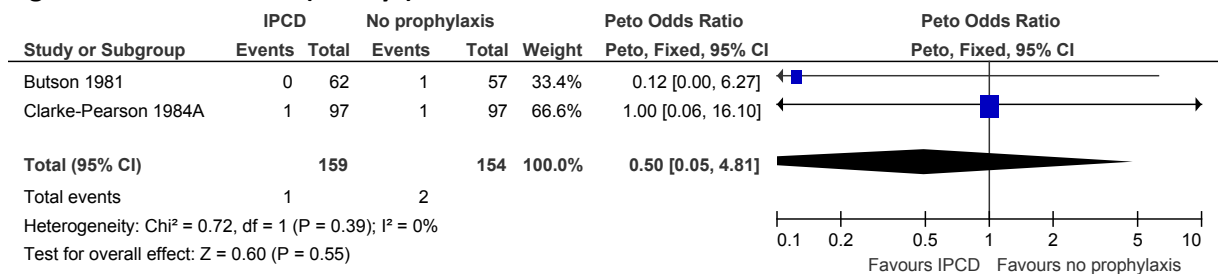 IPCD No prophylaxis Peto Odds Ratio Peto Odds Ratio
Study or Subgroup Events Total Events Total Weight Peto, Fixed, 95% CI Peto, Fixed, 95% CI
Butson 1981 0 62 1 57 33.4% 0.12 [0.00, 6.27]
Clarke-Pearson 1984A 1 97 1 97 66.6% 1.00 [0.06, 16.10]
Total (95% CI) 159 154 100.0% 0.50 [0.05, 4.81]
Total events 1 2
Heterogeneity: Chi² = 0.72, df = 1 (P = 0.39); I² = 0%
Test for overall effect: Z = 0.60 (P = 0.55)
0.1 0.2 0.5 1 2 5 10
Favours IPCD Favours no prophylaxis